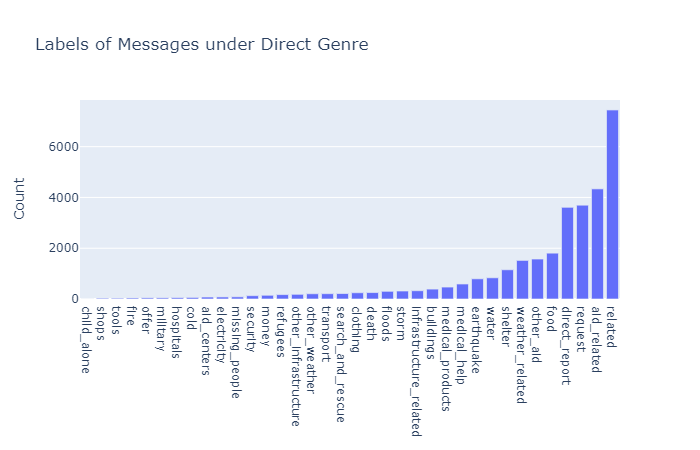 Labels of Messages under Direct Genre
Count
6000
4000
2000
0
child_alone
shops
tools
fire
offer
military
hospitals
cold
aid_centers
electricity
missing_people
security
money
refugees
other_infrastructure
other_weather
transport
search_and_rescue
clothing
death
floods
storm
infrastructure_related
buildings
medical_products
medical_help
earthquake
water
shelter
weather_related
other_aid
food
direct_report
request
aid_related
related